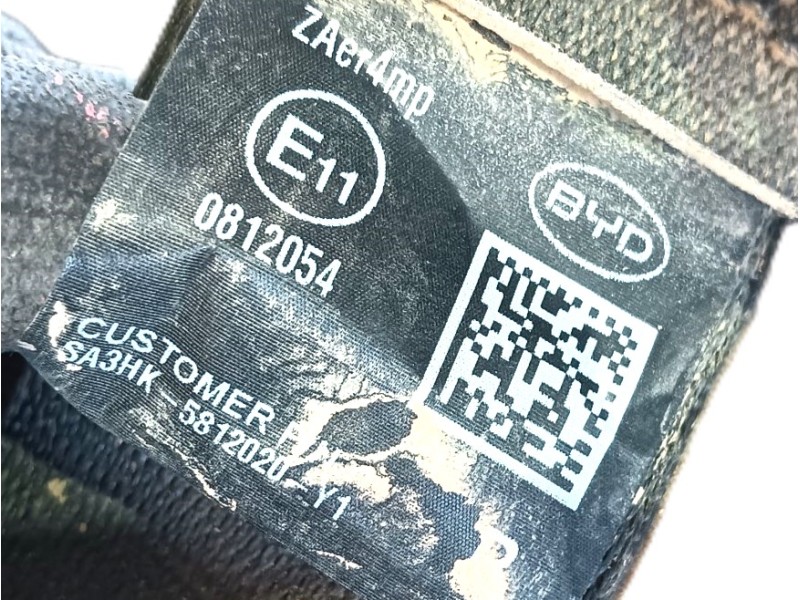 ZAer4mp
E11
BYD
0812054
CUSTOMER
SA3HK-5812020-Y1